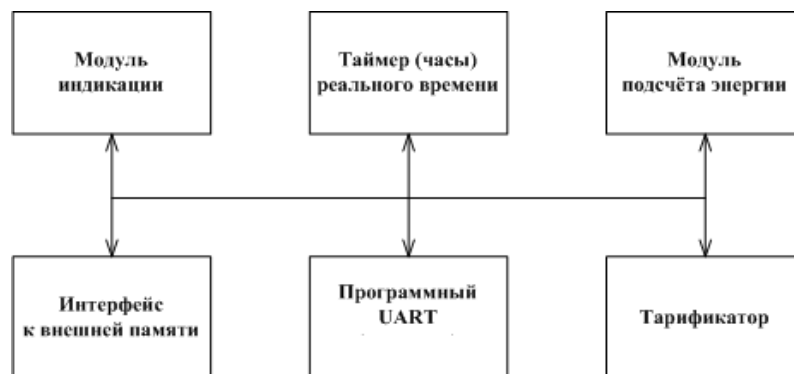 Модуль
индикации
Таймер (часы)
реального времени
Модуль
подсчёта энергии
Интерфейс
к внешней памяти
Программный
UART
Тарификатор